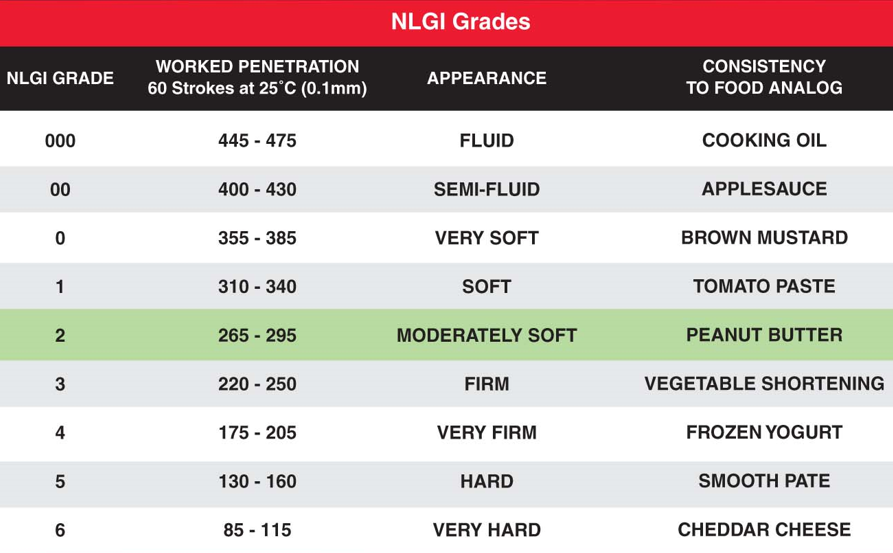 NLGI Grades
NLGI GRADE
WORKED PENETRATION
60 Strokes at 25˚C (0.1mm)
APPEARANCE
CONSISTENCY
TO FOOD ANALOG
000 445 - 475 FLUID COOKING OIL
00 400 - 430 SEMI-FLUID APPLESAUCE
0 355 - 385 VERY SOFT BROWN MUSTARD
1 310 - 340 SOFT TOMATO PASTE
2 265 - 295 MODERATELY SOFT PEANUT BUTTER
3 220 - 250 FIRM VEGETABLE SHORTENING
4 175 - 205 VERY FIRM FROZEN YOGURT
5 130 - 160 HARD SMOOTH PATE
6 85 - 115 VERY HARD CHEDDAR CHEESE